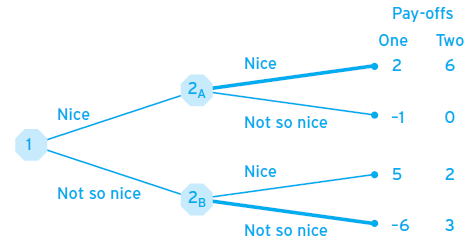 Pay-offs
One Two
Nice 2 6
2A
Nice
Not so nice -1 0
1
Nice 5 2
Not so nice
2B
Not so nice -6 3